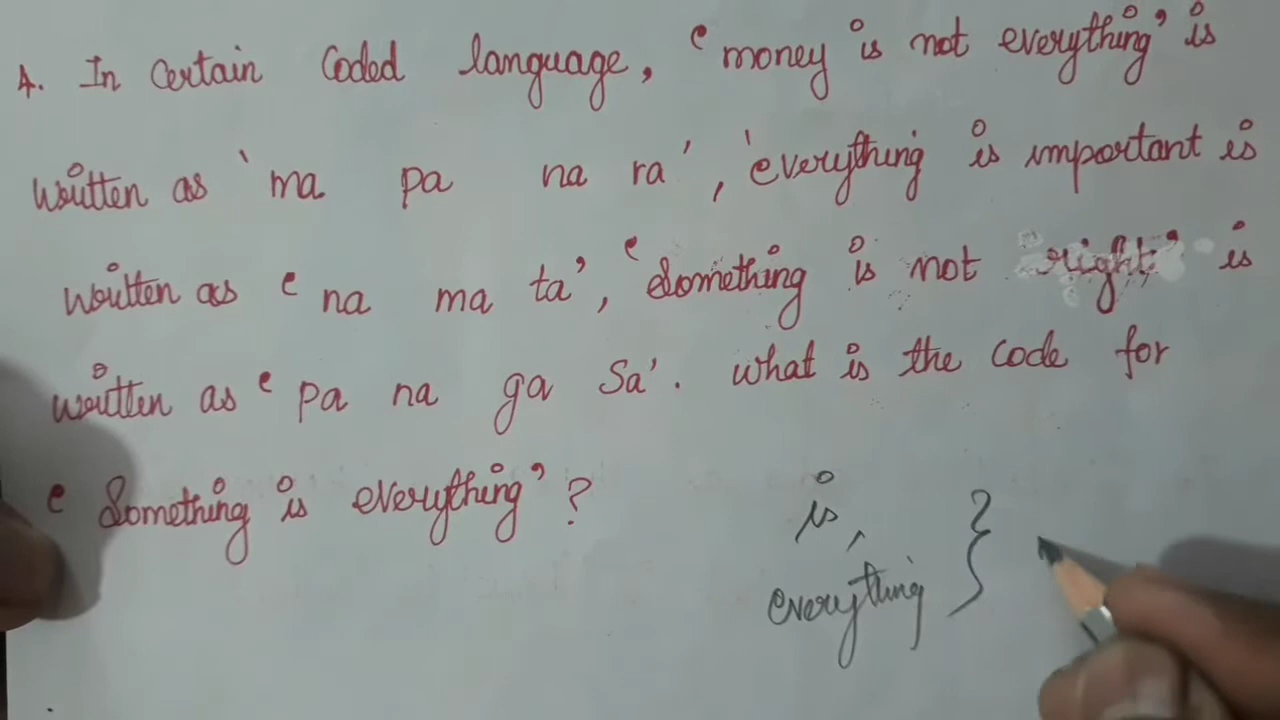 4. In Certain Coded language, 'money is not everything' is
written as 'ma pa na ra', 'everything is important is
written as 'na ma ta', 'Something is not right' is
written as 'pa na ga Sa'. what is the code for
'Something is everything'?
is,
everything }